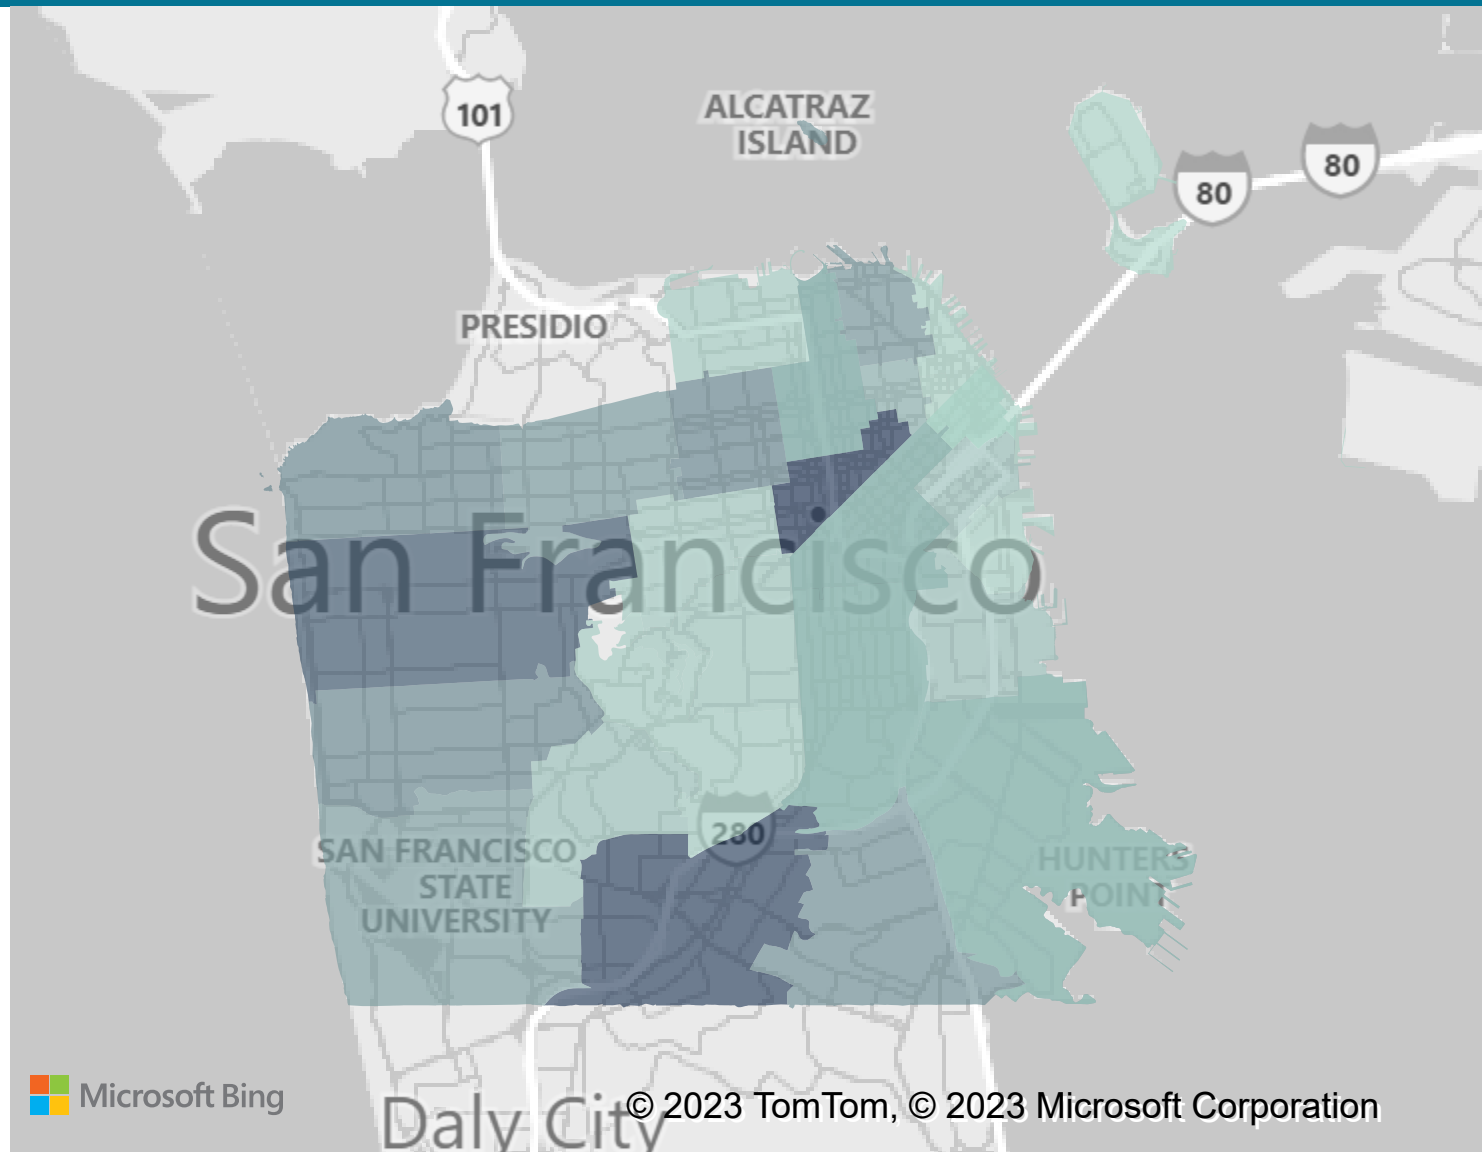 101
ALCATRAZ
ISLAND
80
80
PRESIDIO
San Francisco
280
SAN FRANCISCO
STATE
UNIVERSITY
HUNTERS
POINT
Microsoft Bing
Daly City
© 2023 TomTom, © 2023 Microsoft Corporation